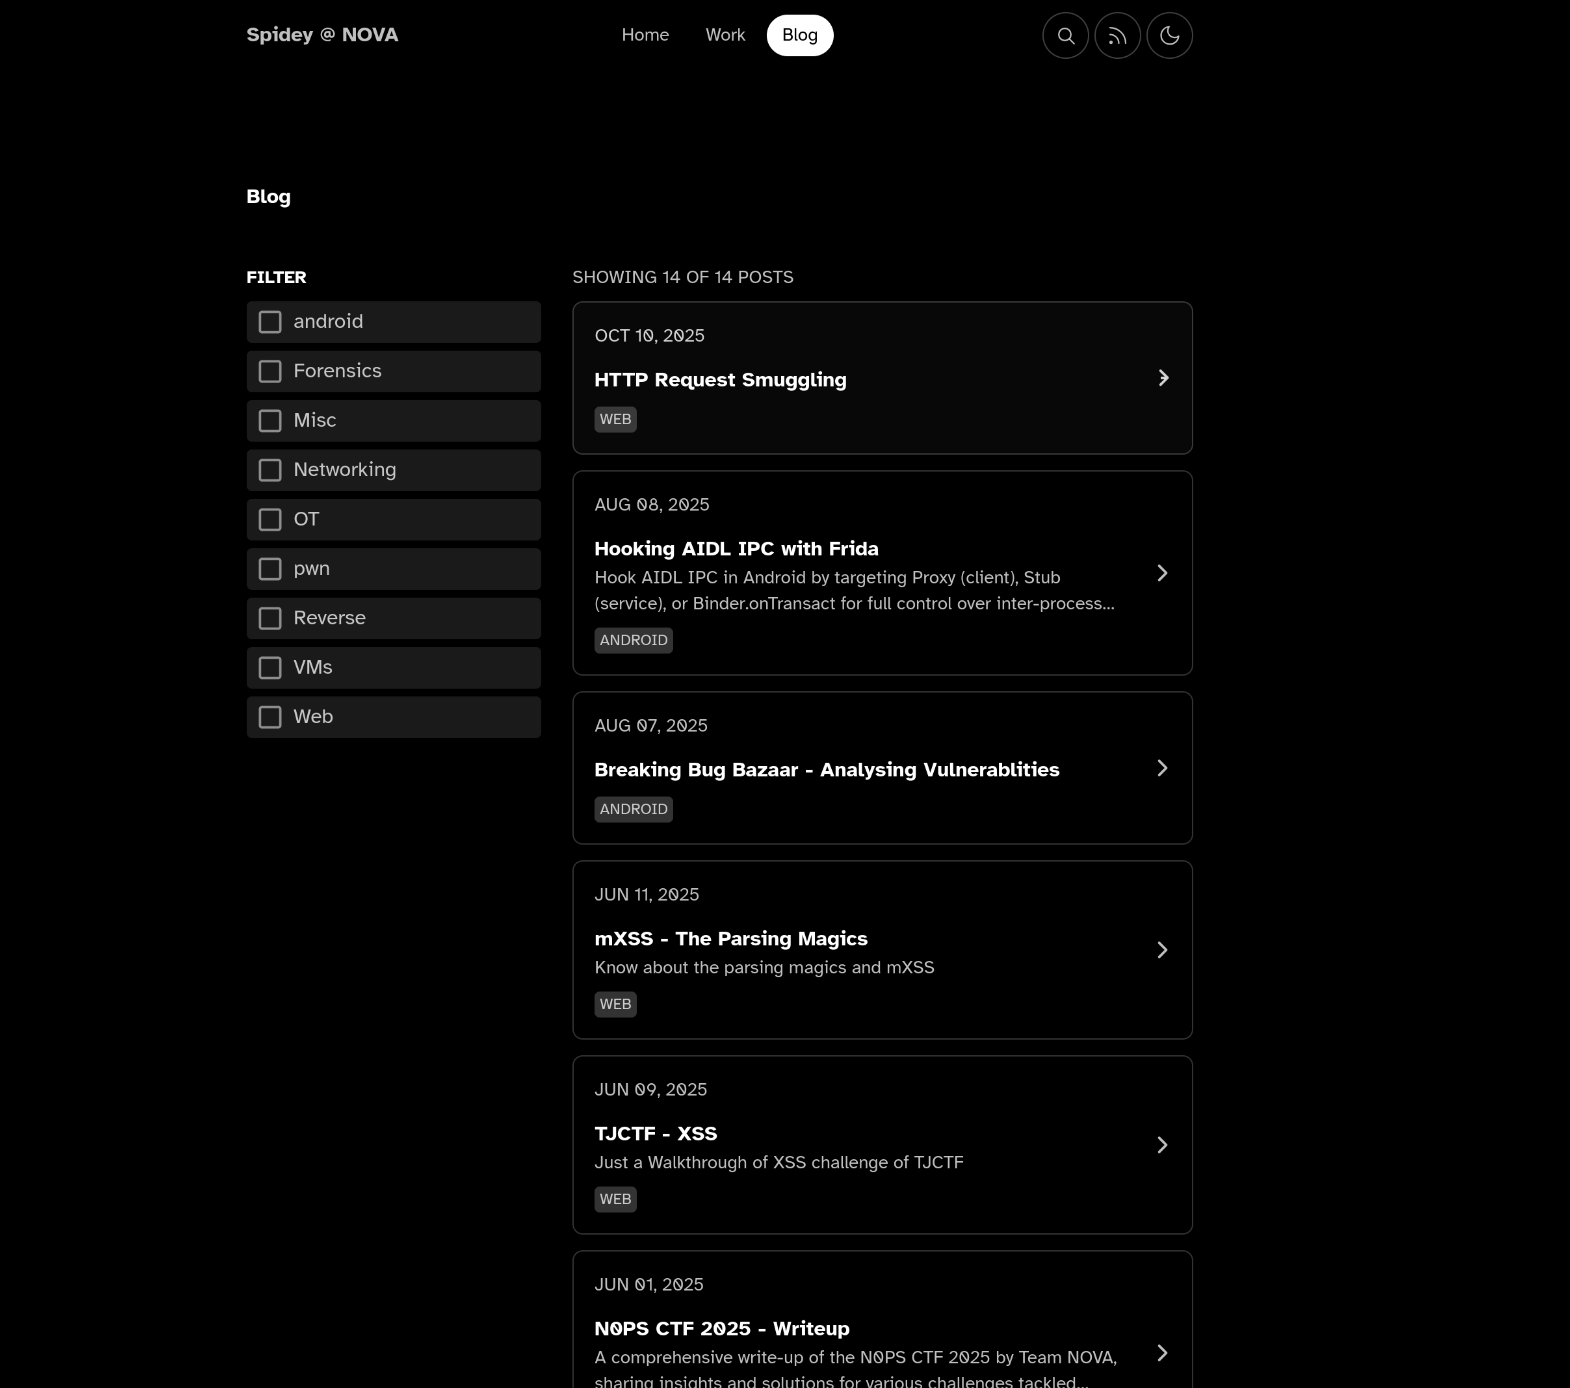 Spidey @ NOVA
Home
Work
Blog
Blog
FILTER
android
Forensics
Misc
Networking
OT
pwn
Reverse
VMs
Web
SHOWING 14 OF 14 POSTS
OCT 10, 2025
HTTP Request Smuggling
WEB
AUG 08, 2025
Hooking AIDL IPC with Frida
Hook AIDL IPC in Android by targeting Proxy (client), Stub
(service), or Binder.onTransact for full control over inter-process...
ANDROID
AUG 07, 2025
Breaking Bug Bazaar - Analysing Vulnerablities
ANDROID
JUN 11, 2025
mXSS - The Parsing Magics
Know about the parsing magics and mXSS
WEB
JUN 09, 2025
TJCTF - XSS
Just a Walkthrough of XSS challenge of TJCTF
WEB
JUN 01, 2025
N0PS CTF 2025 - Writeup
A comprehensive write-up of the N0PS CTF 2025 by Team NOVA,
sharing insights and solutions for various challenges tackled...